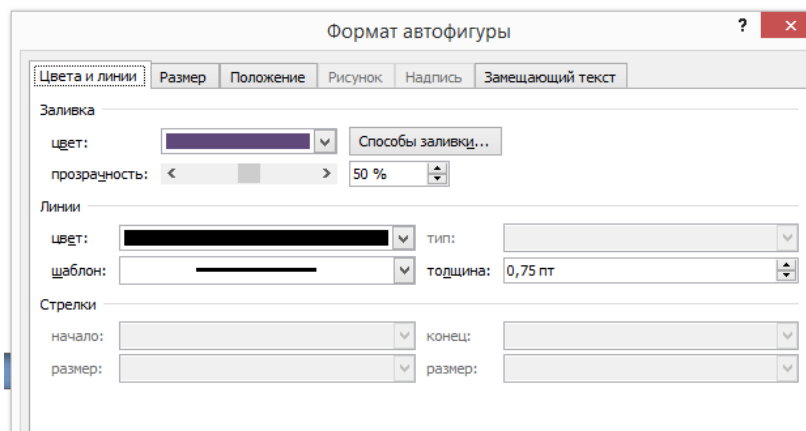 Формат автофигуры ?
Цвета и линии Размер Положение Рисунок Надпись Замещающий текст
Заливка
цвет: Способы заливки...
прозрачность: 50 %
Линии
цвет: тип:
шаблон: толщина: 0,75 пт
Стрелки
начало: конец:
размер: размер: